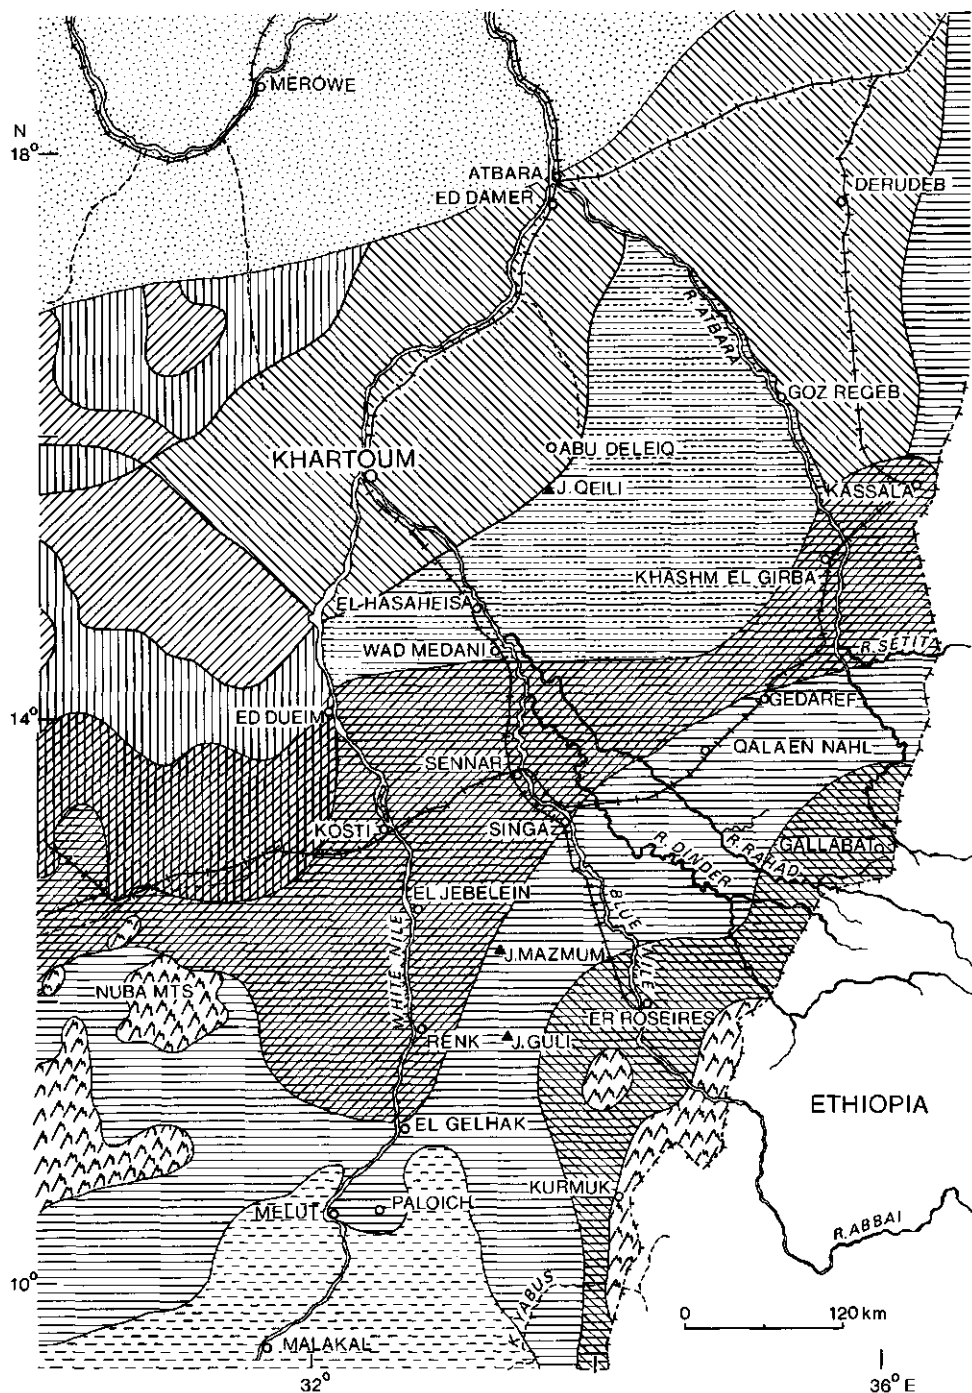 MEROWE
N
18°
ATBARA
ED DAMER
DERUDEB
R. ATBARA
GOZ REGEB
ABU DELEIQ
KHARTOUM
J. QEILI
KASSALA
KHASHM EL GIRBA
EL HASAHEISA
WAD MEDANI
R. SETIT
GEDAREF
14°
ED DUEIM
QALA EN NAHL
SENNAR
KOSTI
SINGA
GALLABAT
R. DINDER
R. RAHAD
EL JEBELEIN
BLUE NILE
WHITE NILE
J. MAZMUM
NUBA MTS
ER ROSEIRES
RENK
J. GULI
ETHIOPIA
EL GELHAK
KURMUK
MELUT
PALOICH
R. ABBAI
10°
YABUS
0 120 km
MALAKAL
32°
36° E